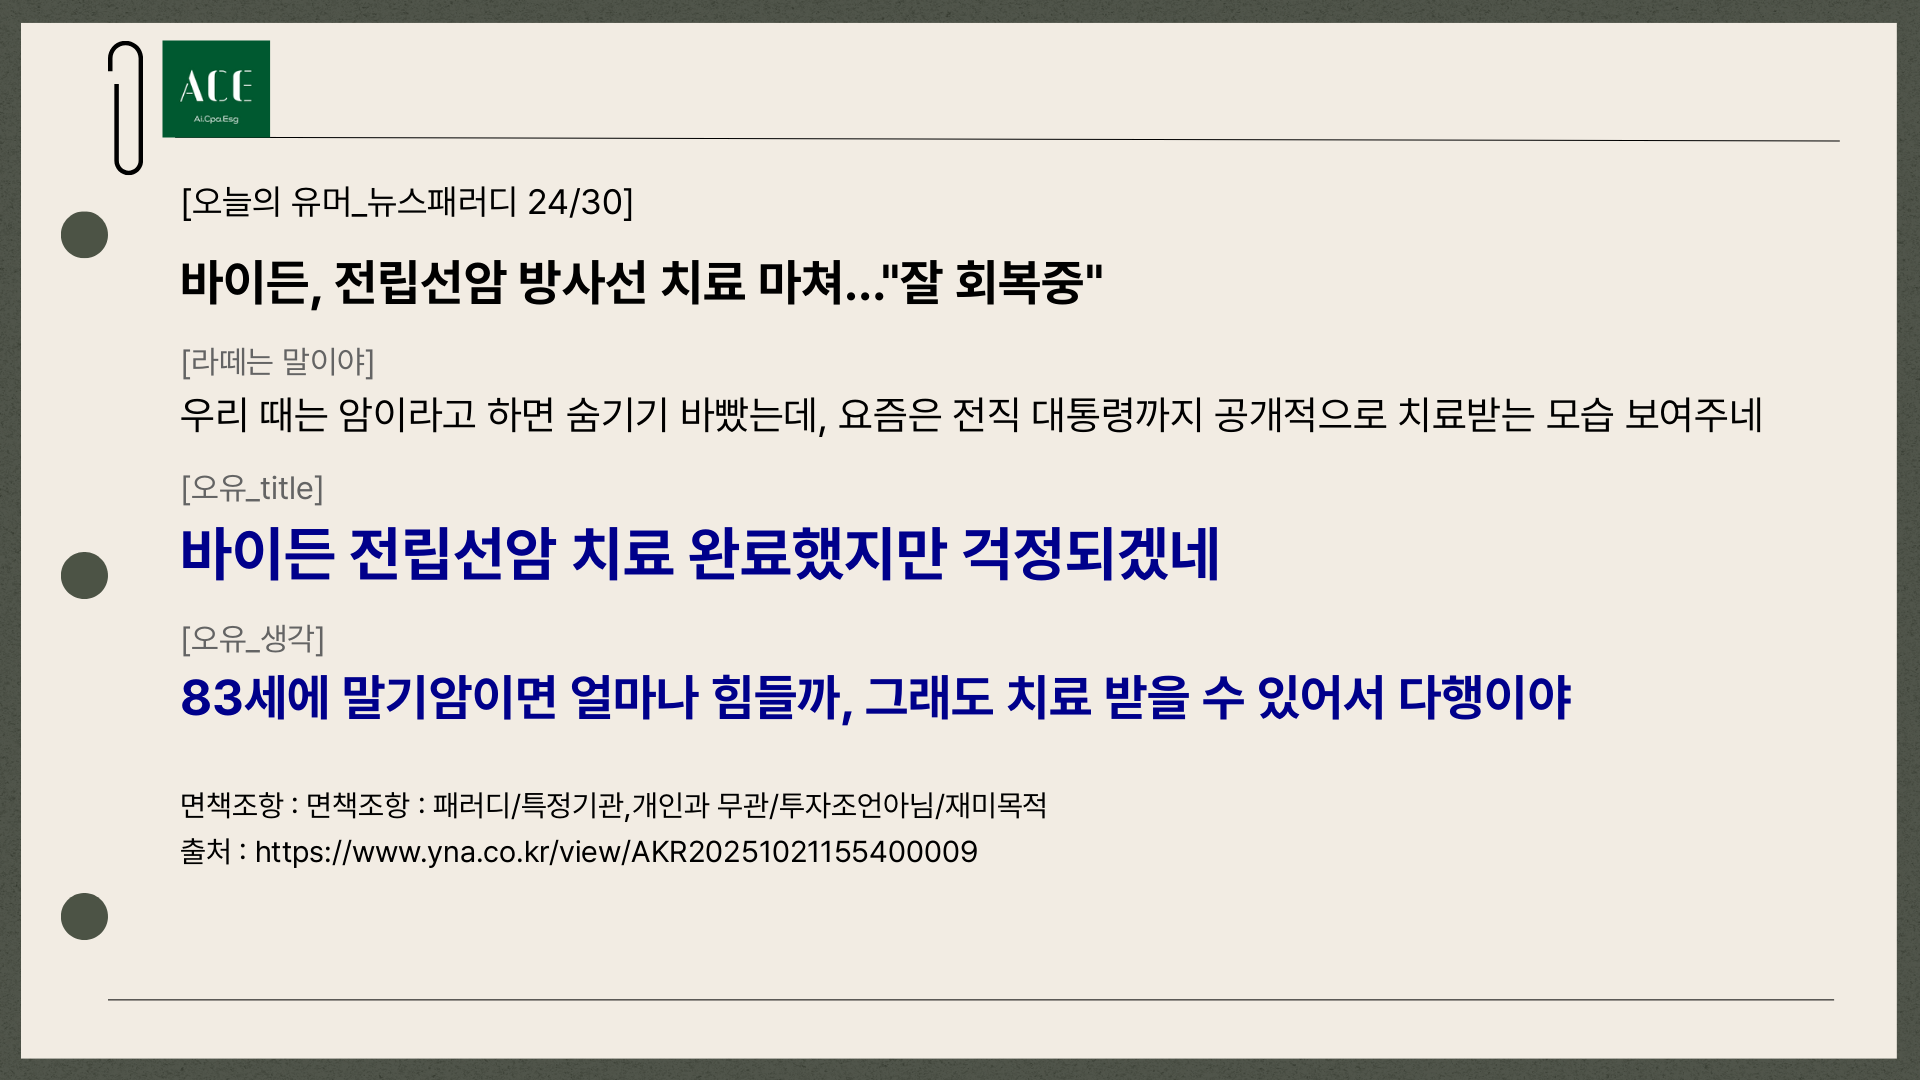 ACE
Ai.Cpa.Esg
[오늘의 유머_뉴스패러디 24/30]
바이든, 전립선암 방사선 치료 마쳐..."잘 회복중"
[라떼는 말이야]
우리 때는 암이라고 하면 숨기기 바빴는데, 요즘은 전직 대통령까지 공개적으로 치료받는 모습 보여주네
[오유_title]
바이든 전립선암 치료 완료했지만 걱정되겠네
[오유_생각]
83세에 말기암이면 얼마나 힘들까, 그래도 치료 받을 수 있어서 다행이야
면책조항 : 면책조항 : 패러디/특정기관,개인과 무관/투자조언아님/재미목적
출처 : https://www.yna.co.kr/view/AKR20251021155400009